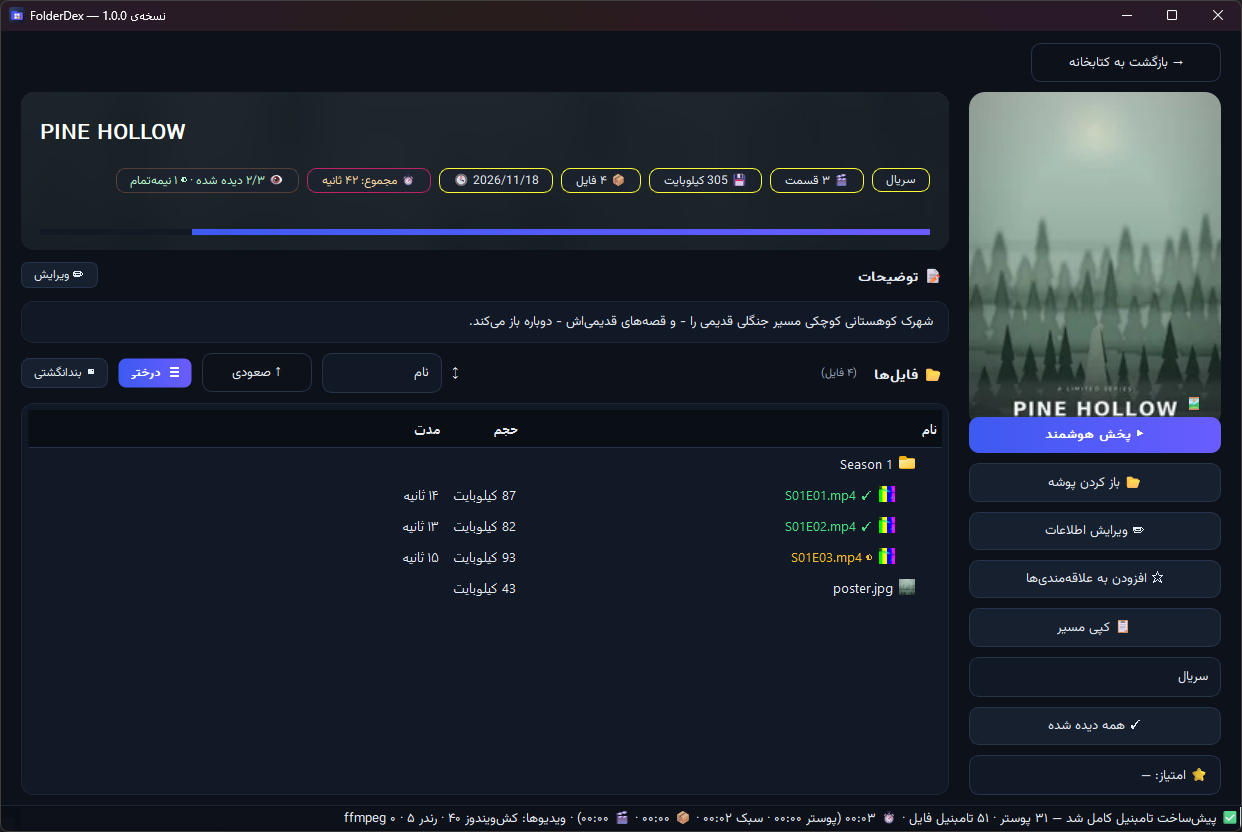 FolderDex — نسخه‌ی 1.0.0
→ بازگشت به کتابخانه
PINE HOLLOW
سریال
۳ قسمت
305 کیلوبایت
۴ فایل
2026/11/18
مجموع: ۴۲ ثانیه
۲/۳ دیده شده · ۱ نیمه‌تمام
توضیحات
ویرایش
شهرک کوهستانی کوچکی مسیر جنگلی قدیمی را - و قصه‌های قدیمی‌اش - دوباره باز می‌کند.
فایل‌ها (۴ فایل)
↕ نام
↑ صعودی
☰ درختی
بندانگشتی
نام حجم مدت
Season 1
✓ S01E01.mp4 87 کیلوبایت ۱۴ ثانیه
✓ S01E02.mp4 82 کیلوبایت ۱۳ ثانیه
S01E03.mp4 93 کیلوبایت ۱۵ ثانیه
poster.jpg 43 کیلوبایت
A LIMITED SERIES
PINE HOLLOW
پخش هوشمند
باز کردن پوشه
ویرایش اطلاعات
☆ افزودن به علاقه‌مندی‌ها
کپی مسیر
سریال
✓ همه دیده شده
امتیاز: —
✅ پیش‌ساخت تامبنیل کامل شد — ۳۱ پوستر · ۵۱ تامبنیل فایل · ۰۰:۰۳ (پوستر ۰۰:۰۰ · سبک ۰۰:۰۲ · ۰۰:۰۰ · ۰۰:۰۰) · ویدیوها: کش‌ویندوز ۴۰ · رندر ۵ · ffmpeg ۰